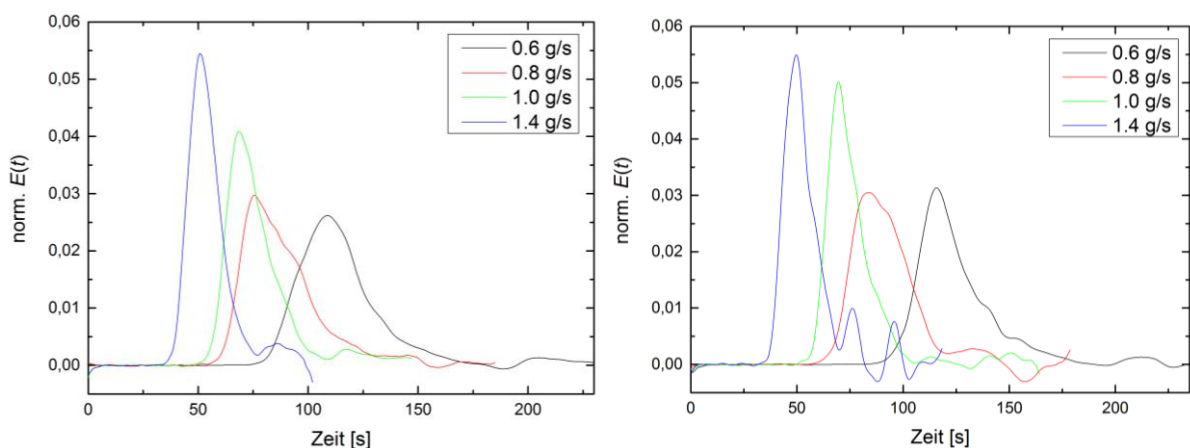 0,06
0,05
0,04
0,03
0,02
0,01
0,00
norm. E(t)
0 50 100 150 200
Zeit [s]
0.6 g/s
0.8 g/s
1.0 g/s
1.4 g/s
0,06
0,05
0,04
0,03
0,02
0,01
0,00
norm. E(t)
0 50 100 150 200
Zeit [s]
0.6 g/s
0.8 g/s
1.0 g/s
1.4 g/s